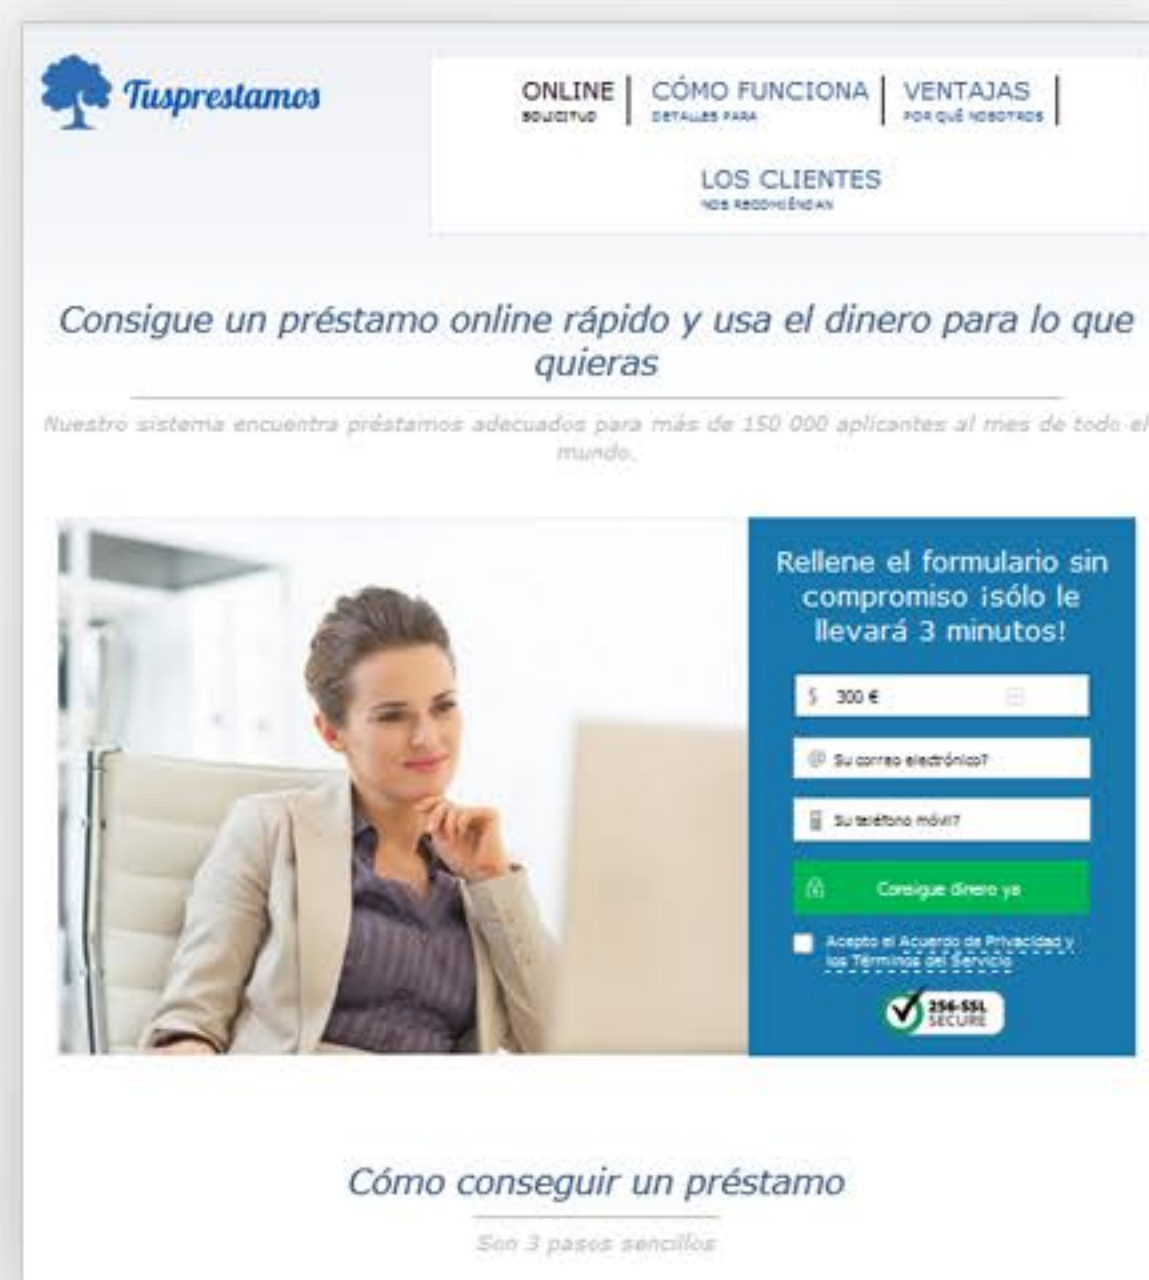 Tusprestamos
ONLINE
SOLICITUD
CÓMO FUNCIONA
DETALLES PARA
VENTAJAS
POR QUÉ NOSOTROS
LOS CLIENTES
NOS RECOMIÉNDAN
Consigue un préstamo online rápido y usa el dinero para lo que
quieras
Nuestro sistema encuentra préstamos adecuados para más de 150 000 aplicantes al mes de todo el
mundo.
Rellene el formulario sin
compromiso ¡sólo le
llevará 3 minutos!
$ 300 €
@ Su correo electrónico?
Su teléfono móvil?
Consigue dinero ya
Acepto el Acuerdo de Privacidad y
los Términos del Servicio
256-SSL
SECURE
Cómo conseguir un préstamo
Son 3 pasos sencillos